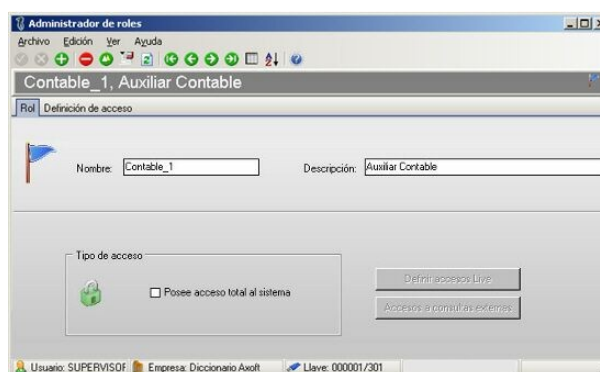 Administrador de roles
Archivo Edición Ver Ayuda
Contable_1, Auxiliar Contable
Rol Definición de acceso
Nombre: Contable_1 Descripción: Auxiliar Contable
Tipo de acceso
Posee acceso total al sistema
Definir accesos Live
Accesos a consultas externas
Usuario: SUPERVISOF Empresa: Diccionario Axoft Llave: 000001/301